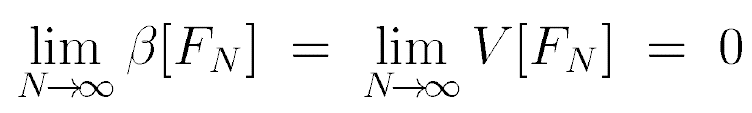 lim_{N→∞} β[F_N] = lim_{N→∞} V[F_N] = 0